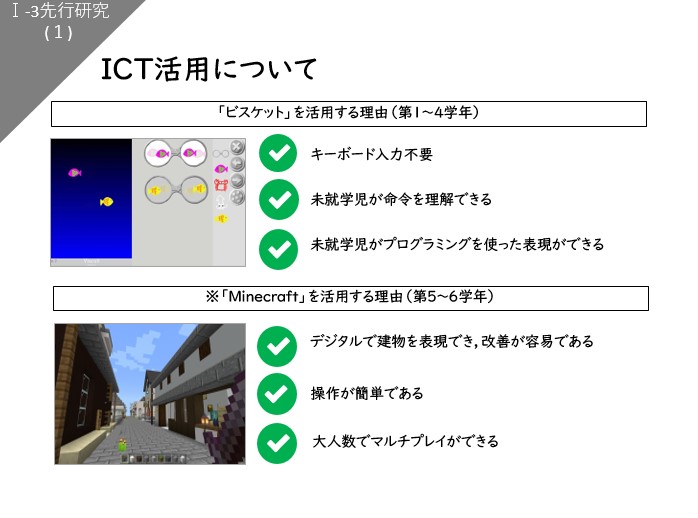 Ⅰ-3先行研究
(１)
ICT活用について
「ビスケット」を活用する理由（第1～4学年）
キーボード入力不要
未就学児が命令を理解できる
未就学児がプログラミングを使った表現ができる
※「Minecraft」を活用する理由（第5～6学年）
デジタルで建物を表現でき,改善が容易である
操作が簡単である
大人数でマルチプレイができる